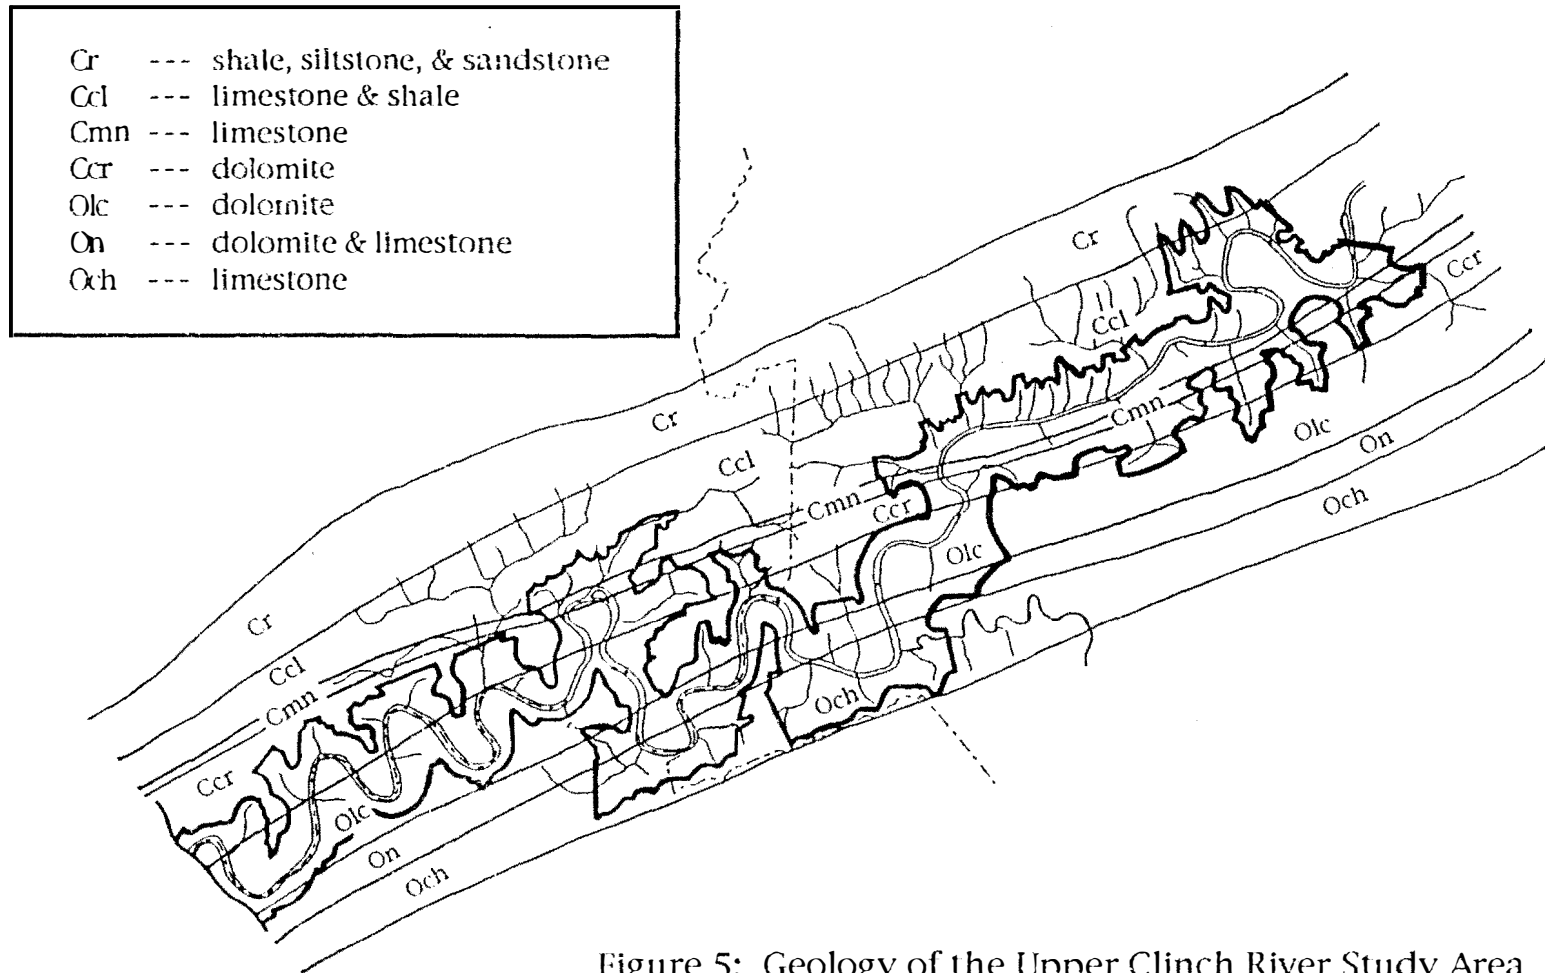 Cr --- shale, siltstone, & sandstone
Ccl --- limestone & shale
Cmn --- limestone
Ccr --- dolomite
Olc --- dolomite
On --- dolomite & limestone
Och --- limestone
Cr
Ccr
Ccl
Cr
Cmn
Olc
On
Ccl
Cmn
Ccr
Och
Olc
Cr
Ccl
Cmn
Och
Ccr
Olc
On
Och
Figure 5: Geology of the Upper Clinch River Study Area